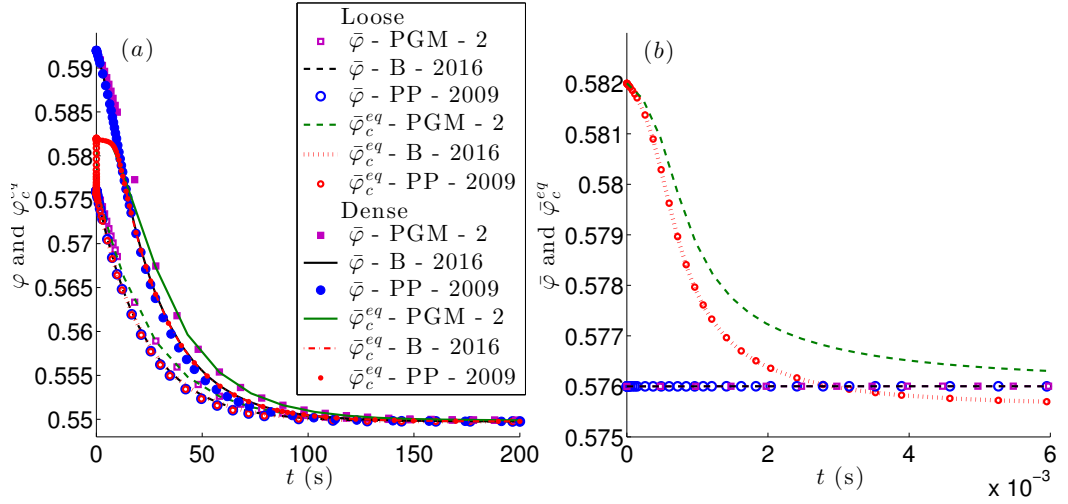 (a)
φ and φ_c^eq
0.59
0.585
0.58
0.575
0.57
0.565
0.56
0.555
0.55
0
50
100
150
200
t (s)
Loose
φ̄ - PGM - 2
φ̄ - B - 2016
φ̄ - PP - 2009
φ̄_c^eq - PGM - 2
φ̄_c^eq - B - 2016
φ̄_c^eq - PP - 2009
Dense
φ̄ - PGM - 2
φ̄ - B - 2016
φ̄ - PP - 2009
φ̄_c^eq - PGM - 2
φ̄_c^eq - B - 2016
φ̄_c^eq - PP - 2009
(b)
φ̄ and φ̄_c^eq
0.582
0.581
0.58
0.579
0.578
0.577
0.576
0.575
0
2
4
6
x 10⁻³
t (s)